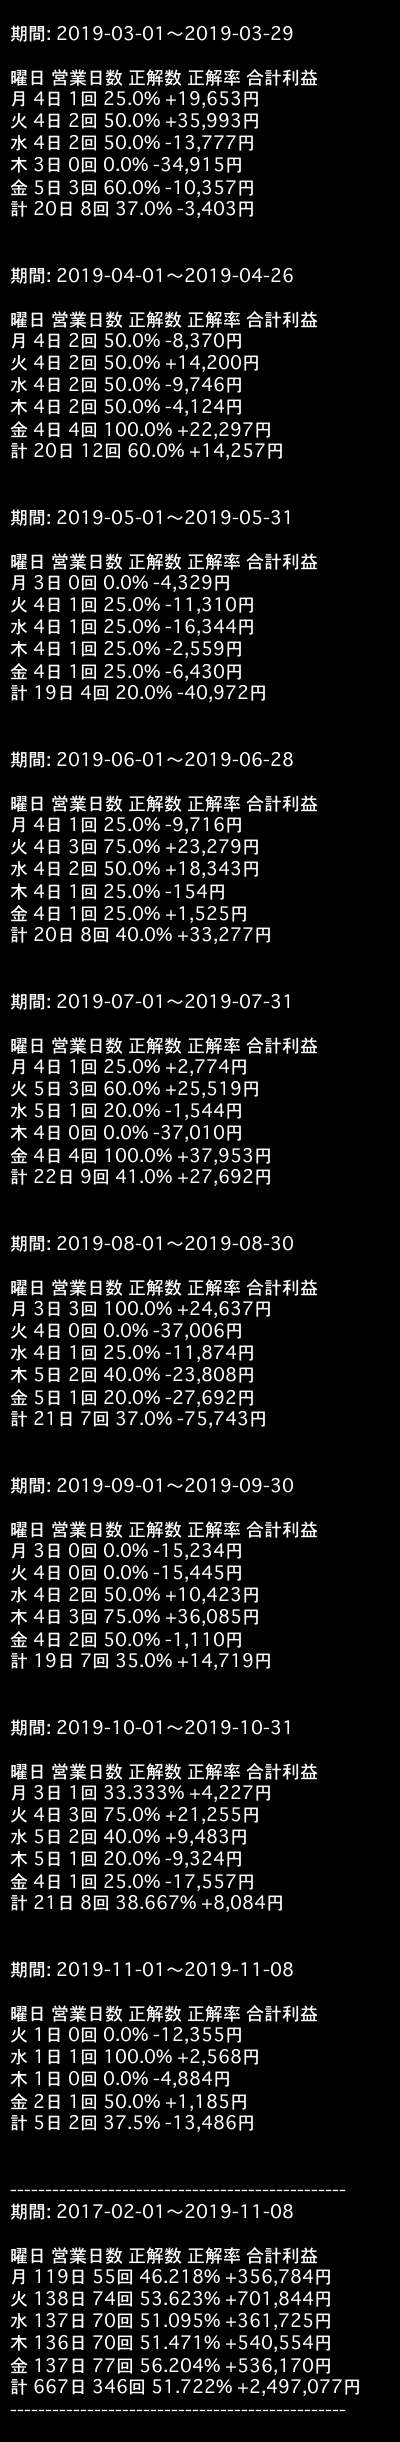 期間: 2019-03-01～2019-03-29
曜日 営業日数 正解数 正解率 合計利益
月 4日 1回 25.0% +19,653円
火 4日 2回 50.0% +35,993円
水 4日 2回 50.0% -13,777円
木 3日 0回 0.0% -34,915円
金 5日 3回 60.0% -10,357円
計 20日 8回 37.0% -3,403円
期間: 2019-04-01～2019-04-26
曜日 営業日数 正解数 正解率 合計利益
月 4日 2回 50.0% -8,370円
火 4日 2回 50.0% +14,200円
水 4日 2回 50.0% -9,746円
木 4日 2回 50.0% -4,124円
金 4日 4回 100.0% +22,297円
計 20日 12回 60.0% +14,257円
期間: 2019-05-01～2019-05-31
曜日 営業日数 正解数 正解率 合計利益
月 3日 0回 0.0% -4,329円
火 4日 1回 25.0% -11,310円
水 4日 1回 25.0% -16,344円
木 4日 1回 25.0% -2,559円
金 4日 1回 25.0% -6,430円
計 19日 4回 20.0% -40,972円
期間: 2019-06-01～2019-06-28
曜日 営業日数 正解数 正解率 合計利益
月 4日 1回 25.0% -9,716円
火 4日 3回 75.0% +23,279円
水 4日 2回 50.0% +18,343円
木 4日 1回 25.0% -154円
金 4日 1回 25.0% +1,525円
計 20日 8回 40.0% +33,277円
期間: 2019-07-01～2019-07-31
曜日 営業日数 正解数 正解率 合計利益
月 4日 1回 25.0% +2,774円
火 5日 3回 60.0% +25,519円
水 5日 1回 20.0% -1,544円
木 4日 0回 0.0% -37,010円
金 4日 4回 100.0% +37,953円
計 22日 9回 41.0% +27,692円
期間: 2019-08-01～2019-08-30
曜日 営業日数 正解数 正解率 合計利益
月 3日 3回 100.0% +24,637円
火 4日 0回 0.0% -37,006円
水 4日 1回 25.0% -11,874円
木 5日 2回 40.0% -23,808円
金 5日 1回 20.0% -27,692円
計 21日 7回 37.0% -75,743円
期間: 2019-09-01～2019-09-30
曜日 営業日数 正解数 正解率 合計利益
月 3日 0回 0.0% -15,234円
火 4日 0回 0.0% -15,445円
水 4日 2回 50.0% +10,423円
木 4日 3回 75.0% +36,085円
金 4日 2回 50.0% -1,110円
計 19日 7回 35.0% +14,719円
期間: 2019-10-01～2019-10-31
曜日 営業日数 正解数 正解率 合計利益
月 3日 1回 33.333% +4,227円
火 4日 3回 75.0% +21,255円
水 5日 2回 40.0% +9,483円
木 5日 1回 20.0% -9,324円
金 4日 1回 25.0% -17,557円
計 21日 8回 38.667% +8,084円
期間: 2019-11-01～2019-11-08
曜日 営業日数 正解数 正解率 合計利益
火 1日 0回 0.0% -12,355円
水 1日 1回 100.0% +2,568円
木 1日 0回 0.0% -4,884円
金 2日 1回 50.0% +1,185円
計 5日 2回 37.5% -13,486円
------------------------------------------------
期間: 2017-02-01～2019-11-08
曜日 営業日数 正解数 正解率 合計利益
月 119日 55回 46.218% +356,784円
火 138日 74回 53.623% +701,844円
水 137日 70回 51.095% +361,725円
木 136日 70回 51.471% +540,554円
金 137日 77回 56.204% +536,170円
計 667日 346回 51.722% +2,497,077円
------------------------------------------------